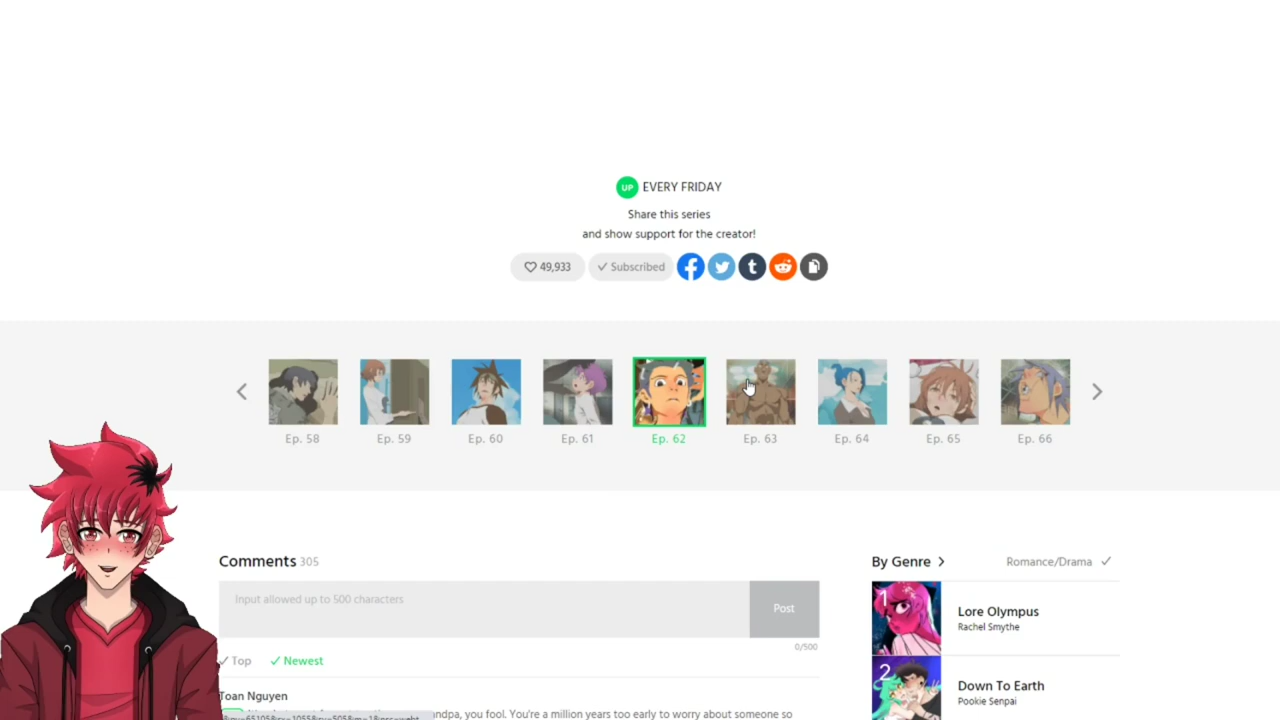 UP EVERY FRIDAY
Share this series
and show support for the creator!
49,933 Subscribed
Ep. 58 Ep. 59 Ep. 60 Ep. 61 Ep. 62 Ep. 63 Ep. 64 Ep. 65 Ep. 66
Comments 305
Input allowed up to 500 characters
Post
0/500
Top Newest
Toan Nguyen
ndpa, you fool. You're a million years too early to worry about someone so
By Genre Romance/Drama
1
Lore Olympus
Rachel Smythe
2
Down To Earth
Pookie Senpai